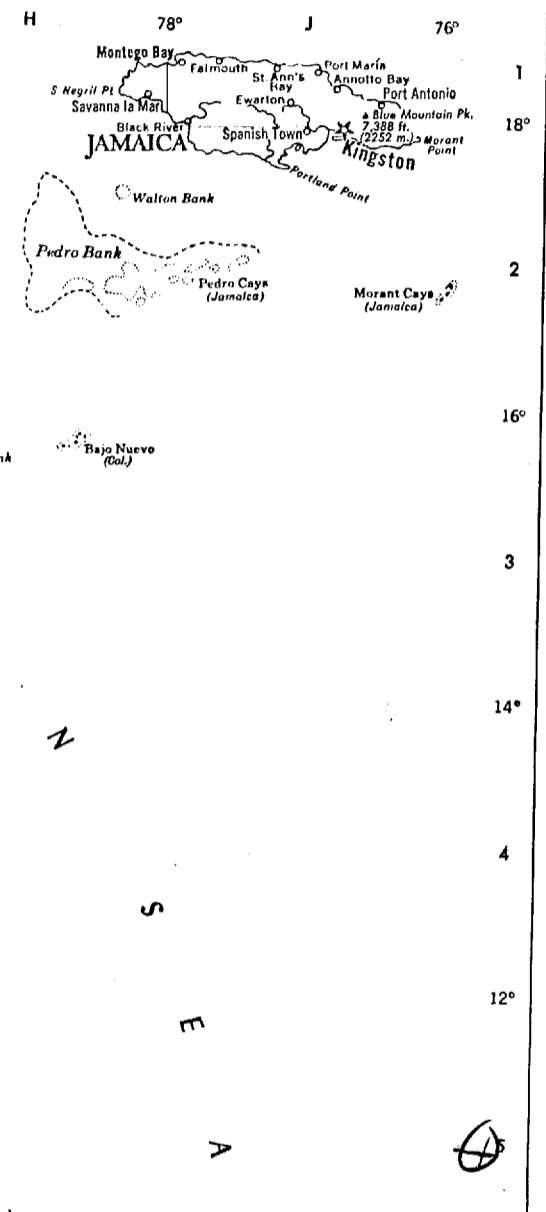 H 78° J 76°
Montego Bay
Falmouth
St. Ann's
Bay
Port Marín
Annotto Bay
1
S Negril Pt
Savanna la Mar
Ewarton
Port Antonio
Blue Mountain Pk.
7,388 ft.
(2252 m.)
18°
Black River
JAMAICA
Spanish Town
Kingston
Morant
Point
Portland Point
Walton Bank
Pedro Bank
2
Pedro Cays
(Jamaica)
Morant Cays
(Jamaica)
16°
Bajo Nuevo
(Col.)
nk
3
14°
N
4
S
12°
E
A
5